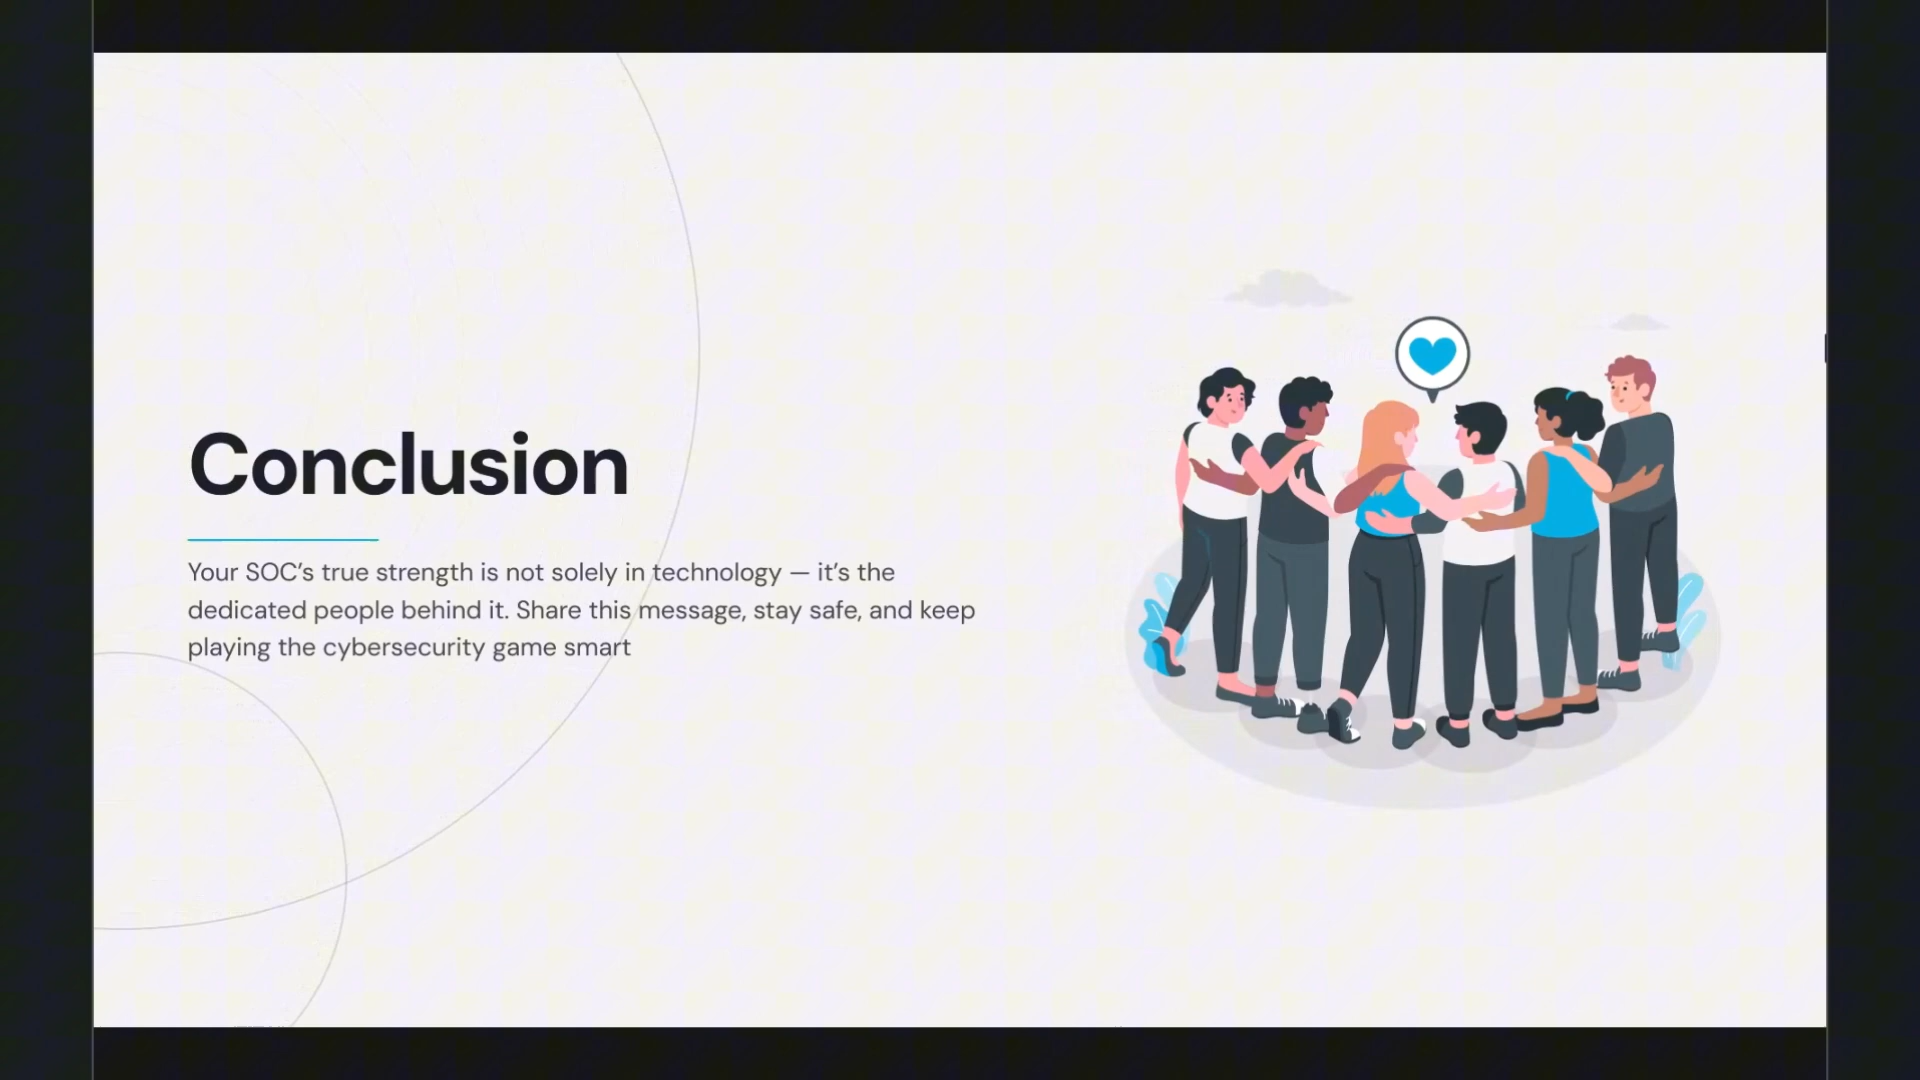 Conclusion
Your SOC’s true strength is not solely in technology — it’s the
dedicated people behind it. Share this message, stay safe, and keep
playing the cybersecurity game smart